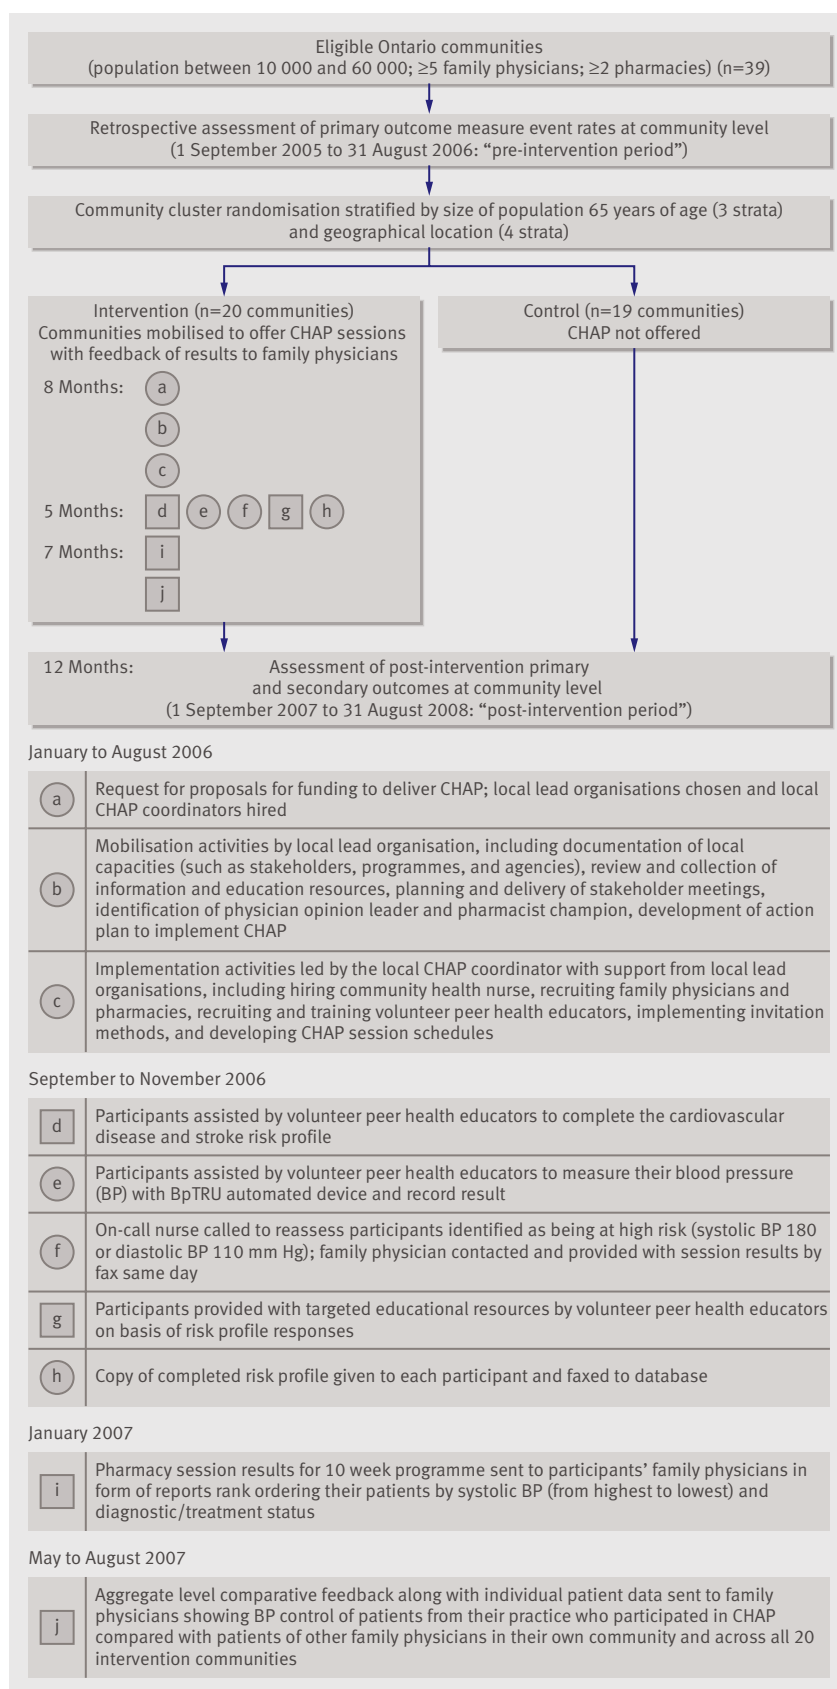 Eligible Ontario communities
(population between 10 000 and 60 000; ≥5 family physicians; ≥2 pharmacies) (n=39)
Retrospective assessment of primary outcome measure event rates at community level
(1 September 2005 to 31 August 2006: “pre-intervention period”)
Community cluster randomisation stratified by size of population 65 years of age (3 strata)
and geographical location (4 strata)
Intervention (n=20 communities)
Communities mobilised to offer CHAP sessions
with feedback of results to family physicians
8 Months: a
b
c
5 Months: d e f g h
7 Months: i
j
Control (n=19 communities)
CHAP not offered
12 Months: Assessment of post-intervention primary
and secondary outcomes at community level
(1 September 2007 to 31 August 2008: “post-intervention period”)
January to August 2006
a
Request for proposals for funding to deliver CHAP; local lead organisations chosen and local
CHAP coordinators hired
b
Mobilisation activities by local lead organisation, including documentation of local
capacities (such as stakeholders, programmes, and agencies), review and collection of
information and education resources, planning and delivery of stakeholder meetings,
identification of physician opinion leader and pharmacist champion, development of action
plan to implement CHAP
c
Implementation activities led by the local CHAP coordinator with support from local lead
organisations, including hiring community health nurse, recruiting family physicians and
pharmacies, recruiting and training volunteer peer health educators, implementing invitation
methods, and developing CHAP session schedules
September to November 2006
d
Participants assisted by volunteer peer health educators to complete the cardiovascular
disease and stroke risk profile
e
Participants assisted by volunteer peer health educators to measure their blood pressure
(BP) with BpTRU automated device and record result
f
On-call nurse called to reassess participants identified as being at high risk (systolic BP 180
or diastolic BP 110 mm Hg); family physician contacted and provided with session results by
fax same day
g
Participants provided with targeted educational resources by volunteer peer health educators
on basis of risk profile responses
h
Copy of completed risk profile given to each participant and faxed to database
January 2007
i
Pharmacy session results for 10 week programme sent to participants’ family physicians in
form of reports rank ordering their patients by systolic BP (from highest to lowest) and
diagnostic/treatment status
May to August 2007
j
Aggregate level comparative feedback along with individual patient data sent to family
physicians showing BP control of patients from their practice who participated in CHAP
compared with patients of other family physicians in their own community and across all 20
intervention communities